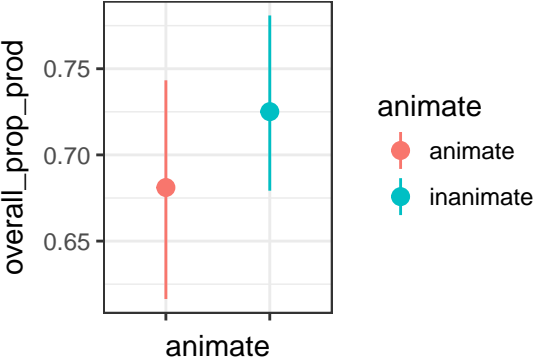 overall_prop_prod
0.75
0.70
0.65
animate
animate
animate
inanimate